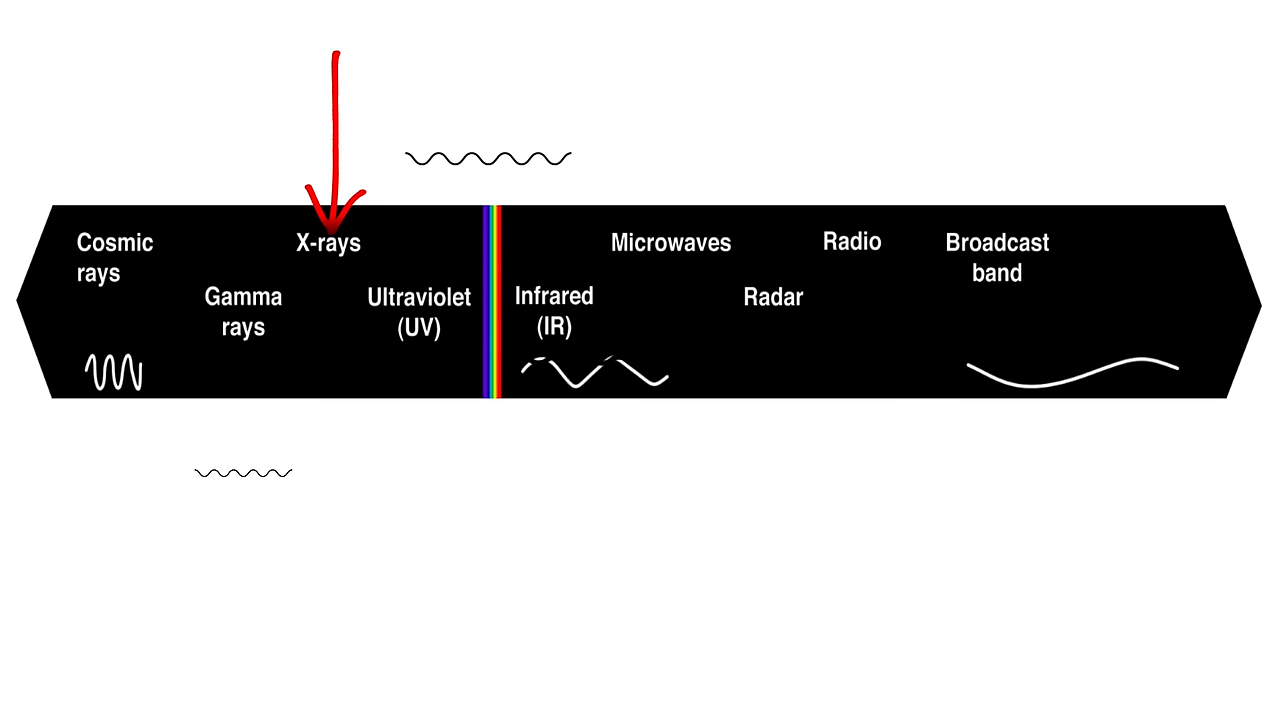 Cosmic
rays
Gamma
rays
X-rays
Ultraviolet
(UV)
Infrared
(IR)
Microwaves
Radar
Radio
Broadcast
band